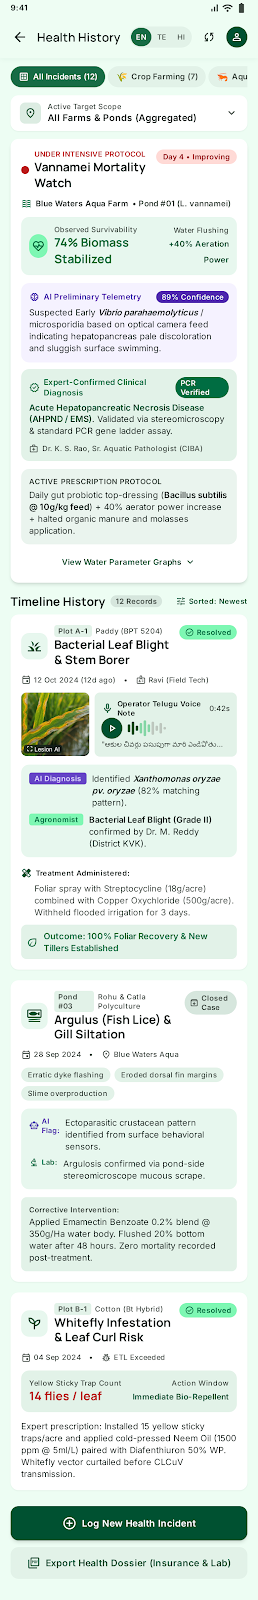 9:41
Health History
EN TE HI
All Incidents (12)
Crop Farming (7)
Aqu
Active Target Scope
All Farms & Ponds (Aggregated)
UNDER INTENSIVE PROTOCOL
Vannamei Mortality
Watch
Day 4 • Improving
Blue Waters Aqua Farm • Pond #01 (L. vannamei)
Observed Survivability
74% Biomass
Stabilized
Water Flushing
+40% Aeration
Power
AI Preliminary Telemetry
89% Confidence
Suspected Early Vibrio parahaemolyticus /
microsporidia based on optical camera feed
indicating hepatopancreas pale discoloration
and sluggish surface swimming.
Expert-Confirmed Clinical
Diagnosis
PCR
Verified
Acute Hepatopancreatic Necrosis Disease
(AHPND / EMS). Validated via stereomicroscopy
& standard PCR gene ladder assay.
Dr. K. S. Rao, Sr. Aquatic Pathologist (CIBA)
ACTIVE PRESCRIPTION PROTOCOL
Daily gut probiotic top-dressing (Bacillus subtilis
@ 10g/kg feed) + 40% aerator power increase
+ halted organic manure and molasses
application.
View Water Parameter Graphs
Timeline History
12 Records
Sorted: Newest
Plot A-1 Paddy (BPT 5204)
Bacterial Leaf Blight
& Stem Borer
Resolved
12 Oct 2024 (12d ago) • Ravi (Field Tech)
Lesion AI
Operator Telugu Voice
Note
0:42s
"ఆకుల చివర్లు పసుపుగా మారి ఎండిపోతు...
AI Diagnosis
Identified Xanthomonas oryzae
pv. oryzae (82% matching
pattern).
Agronomist
Bacterial Leaf Blight (Grade II)
confirmed by Dr. M. Reddy
(District KVK).
Treatment Administered:
Foliar spray with Streptocycline (18g/acre)
combined with Copper Oxychloride (500g/acre).
Withheld flooded irrigation for 3 days.
Outcome: 100% Foliar Recovery & New
Tillers Established
Pond
#03
Rohu & Catla
Polyculture
Argulus (Fish Lice) &
Gill Siltation
Closed
Case
28 Sep 2024 • Blue Waters Aqua
Erratic dyke flashing
Eroded dorsal fin margins
Slime overproduction
AI
Flag:
Ectoparasitic crustacean pattern
identified from surface behavioral
sensors.
Lab:
Argulosis confirmed via pond-side
stereomicroscope mucous scrape.
Corrective Intervention:
Applied Emamectin Benzoate 0.2% blend @
350g/Ha water body. Flushed 20% bottom
water after 48 hours. Zero mortality recorded
post-treatment.
Plot B-1 Cotton (Bt Hybrid)
Whitefly Infestation
& Leaf Curl Risk
Resolved
04 Sep 2024 • ETL Exceeded
Yellow Sticky Trap Count
14 flies / leaf
Action Window
Immediate Bio-Repellent
Expert prescription: Installed 15 yellow sticky
traps/acre and applied cold-pressed Neem Oil (1500
ppm @ 5ml/L) paired with Diafenthiuron 50% WP.
Whitefly vector curtailed before CLCuV
transmission.
Log New Health Incident
Export Health Dossier (Insurance & Lab)